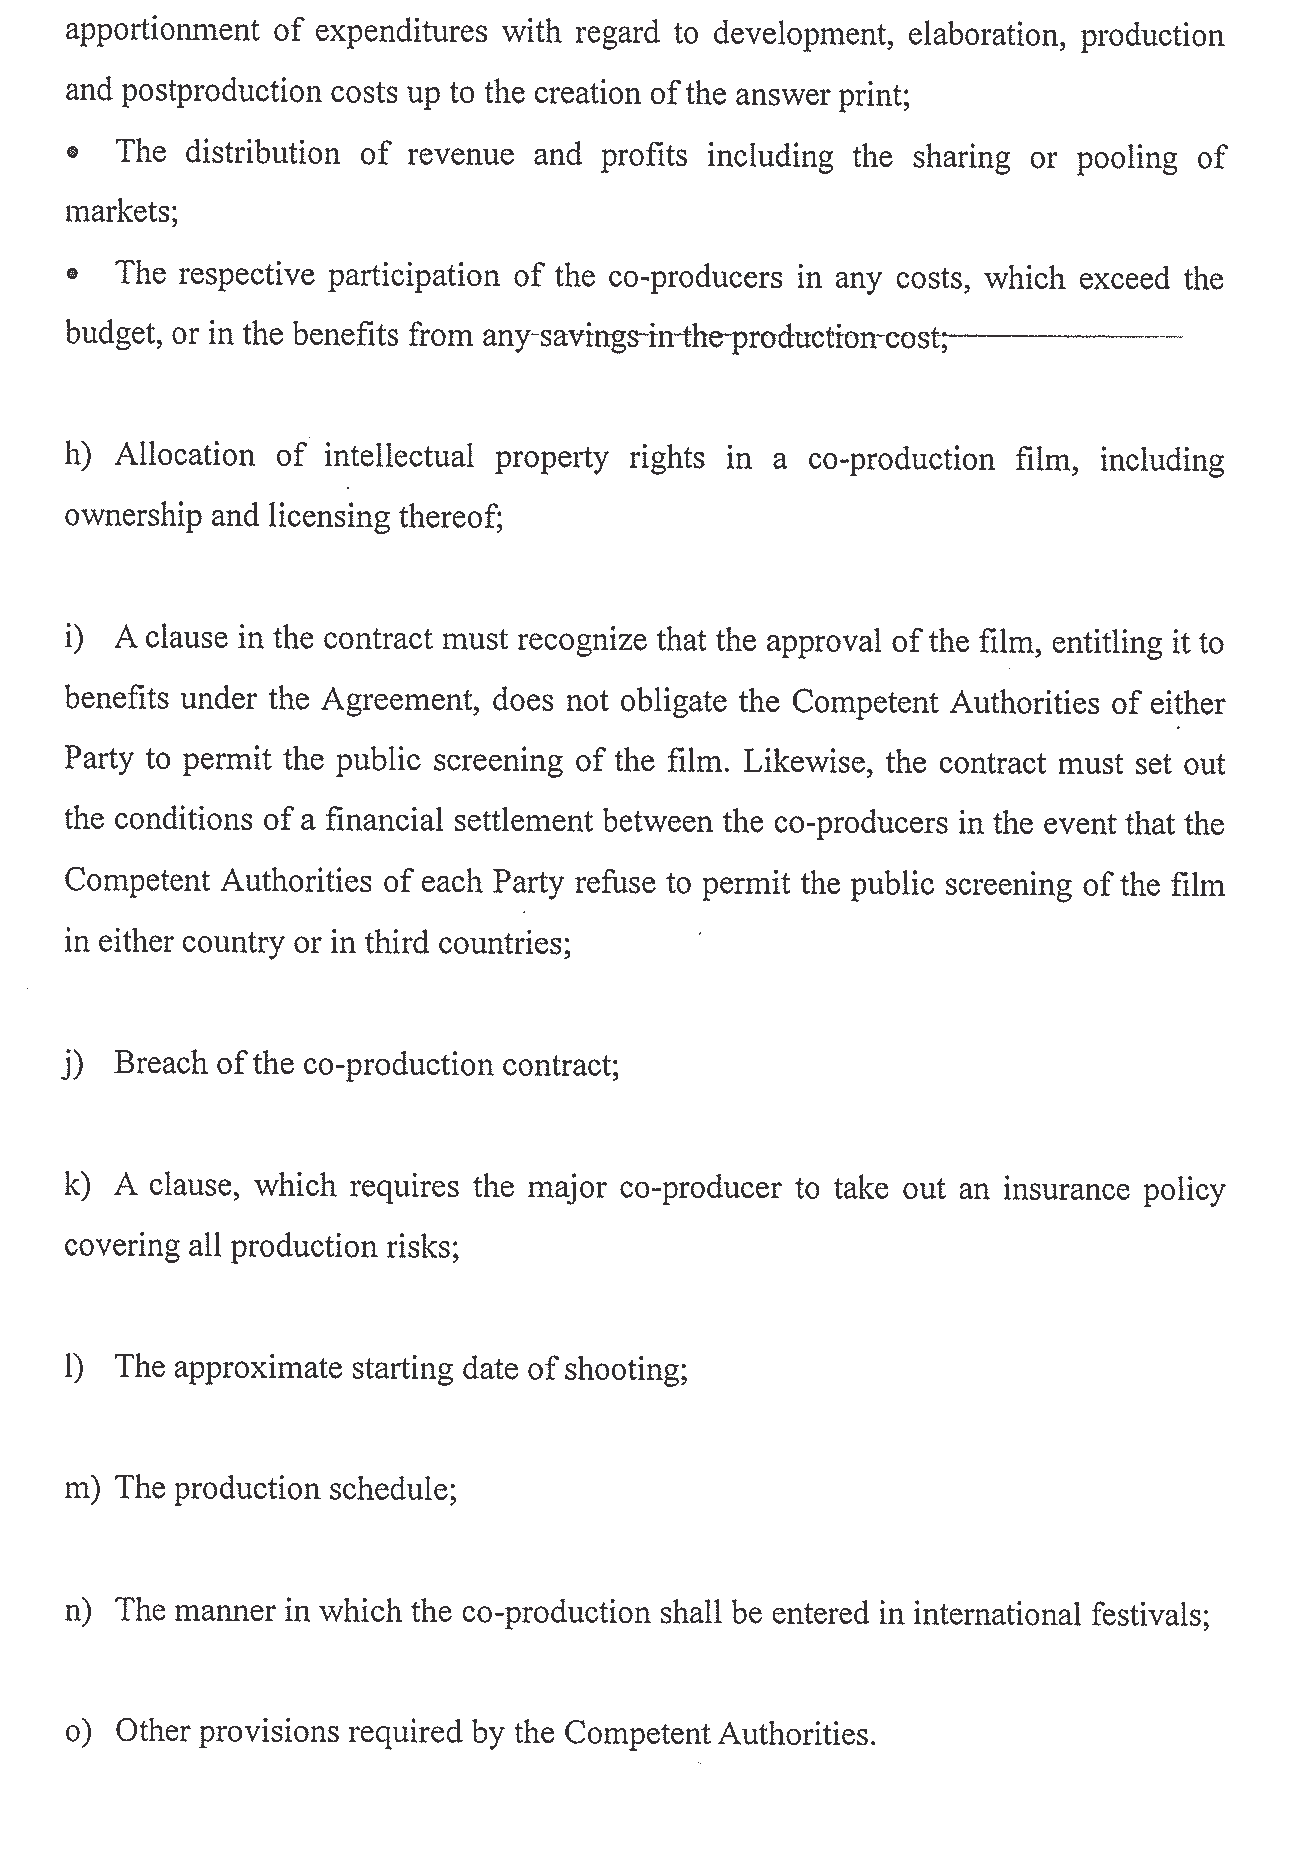 apportionment of expenditures with regard to development, elaboration, production
and postproduction costs up to the creation of the answer print;
• The distribution of revenue and profits including the sharing or pooling of
markets;
• The respective participation of the co-producers in any costs, which exceed the
budget, or in the benefits from any savings in the production cost;
h) Allocation of intellectual property rights in a co-production film, including
ownership and licensing thereof;
i) A clause in the contract must recognize that the approval of the film, entitling it to
benefits under the Agreement, does not obligate the Competent Authorities of either
Party to permit the public screening of the film. Likewise, the contract must set out
the conditions of a financial settlement between the co-producers in the event that the
Competent Authorities of each Party refuse to permit the public screening of the film
in either country or in third countries;
j) Breach of the co-production contract;
k) A clause, which requires the major co-producer to take out an insurance policy
covering all production risks;
l) The approximate starting date of shooting;
m) The production schedule;
n) The manner in which the co-production shall be entered in international festivals;
o) Other provisions required by the Competent Authorities.